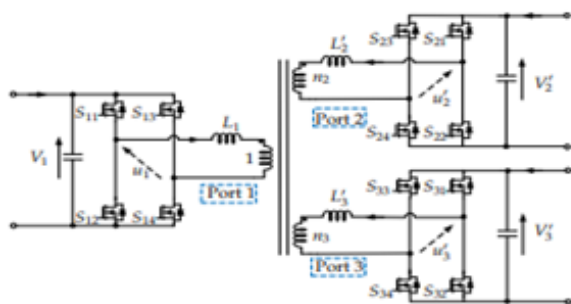 S23
S21
L'2
n2
u'2
V'2
Port 2
S24
S22
S11
S13
L1
V1
u1
1
Port 1
S12
S14
S33
S31
L'3
n3
u'3
V'3
Port 3
S34
S32